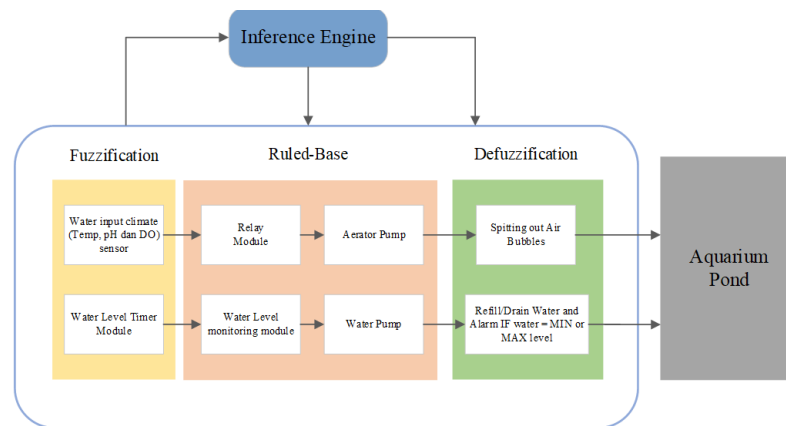 Inference Engine
Fuzzification
Ruled-Base
Defuzzification
Water input climate
(Temp, pH dan DO)
sensor
Relay
Module
Aerator Pump
Spitting out Air
Bubbles
Water Level Timer
Module
Water Level
monitoring module
Water Pump
Refill/Drain Water and
Alarm IF water = MIN or
MAX level
Aquarium
Pond